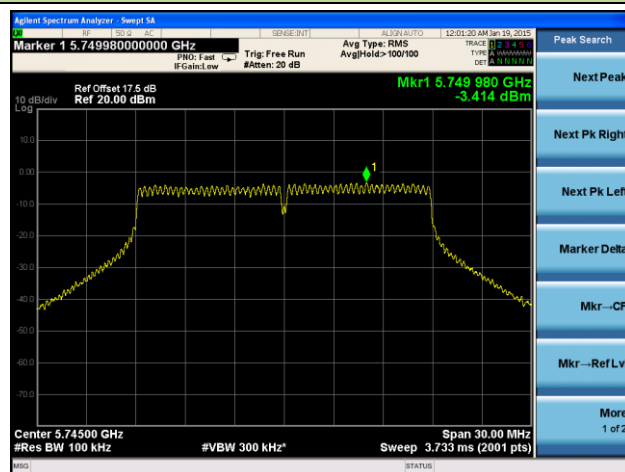 Agilent Spectrum Analyzer - Swept SA
RF 50 Ω AC SENSE:INT ALIGN AUTO 12:01:20 AM Jan 19, 2015
Marker 1 5.749980000000 GHz
PNO: Fast
IFGain:Low
Trig: Free Run
#Atten: 20 dB
Avg Type: RMS
Avg|Hold:>100/100
TRACE 1 2 3 4 5 6
TYPE A
DET A N N N N N
Peak Search
Ref Offset 17.5 dB
10 dB/div Ref 20.00 dBm
Log
Mkr1 5.749 980 GHz
-3.414 dBm
Next Peak
10.0
Next Pk Right
0.00
1
-10.0
Next Pk Left
-20.0
-30.0
Marker Delta
-40.0
Mkr→CF
-50.0
-60.0
Mkr→Ref Lv
-70.0
More
1 of 2
Center 5.74500 GHz Span 30.00 MHz
#Res BW 100 kHz #VBW 300 kHz* Sweep 3.733 ms (2001 pts)
MSG STATUS